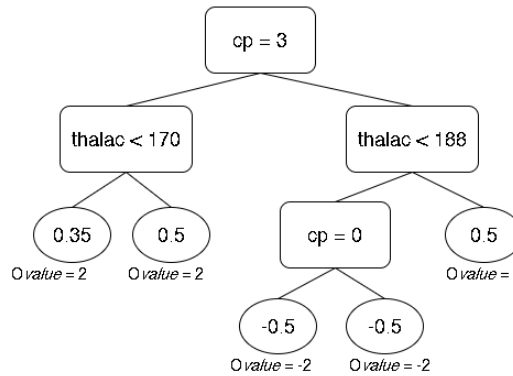 cp = 3
thalac < 170
thalac < 188
0.35
0.5
cp = 0
0.5
Ovalue = 2
Ovalue = 2
Ovalue =
-0.5
-0.5
Ovalue = -2
Ovalue = -2